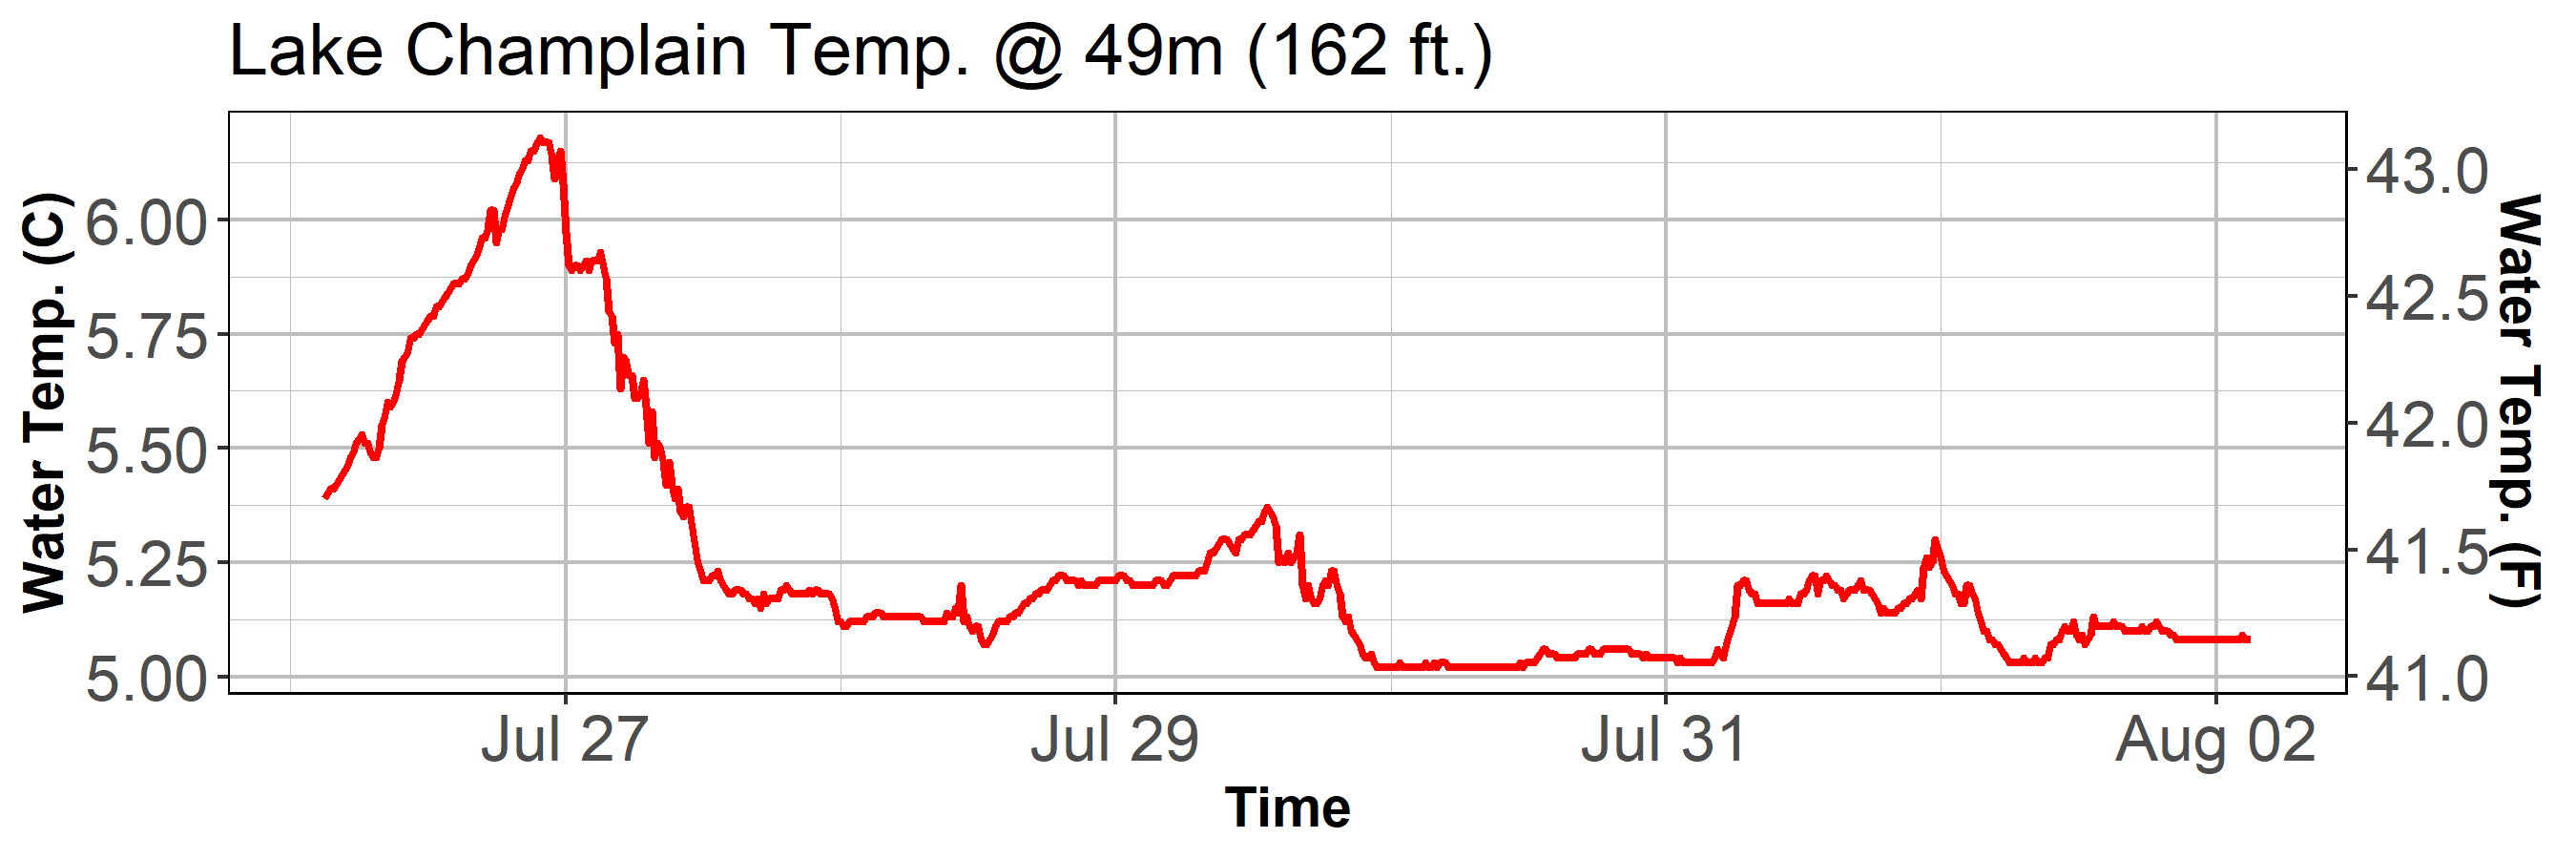 Lake Champlain Temp. @ 49m (162 ft.)
Water Temp. (C)
6.00
5.75
5.50
5.25
5.00
43.0
42.5
42.0
41.5
41.0
Water Temp. (F)
Jul 27
Jul 29
Jul 31
Aug 02
Time